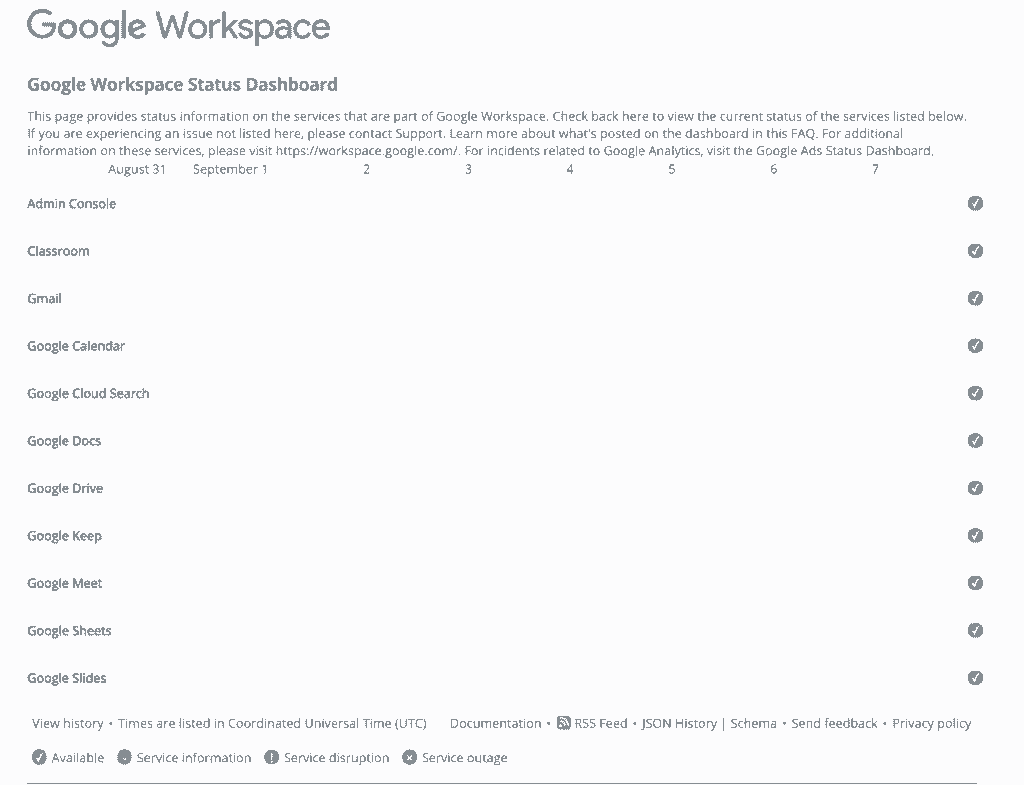 Google Workspace
Google Workspace Status Dashboard
This page provides status information on the services that are part of Google Workspace. Check back here to view the current status of the services listed below.
If you are experiencing an issue not listed here, please contact Support. Learn more about what's posted on the dashboard in this FAQ. For additional
information on these services, please visit https://workspace.google.com/. For incidents related to Google Analytics, visit the Google Ads Status Dashboard.
August 31 September 1 2 3 4 5 6 7
Admin Console
Classroom
Gmail
Google Calendar
Google Cloud Search
Google Docs
Google Drive
Google Keep
Google Meet
Google Sheets
Google Slides
View history • Times are listed in Coordinated Universal Time (UTC) Documentation • RSS Feed • JSON History | Schema • Send feedback • Privacy policy
Available Service information Service disruption Service outage